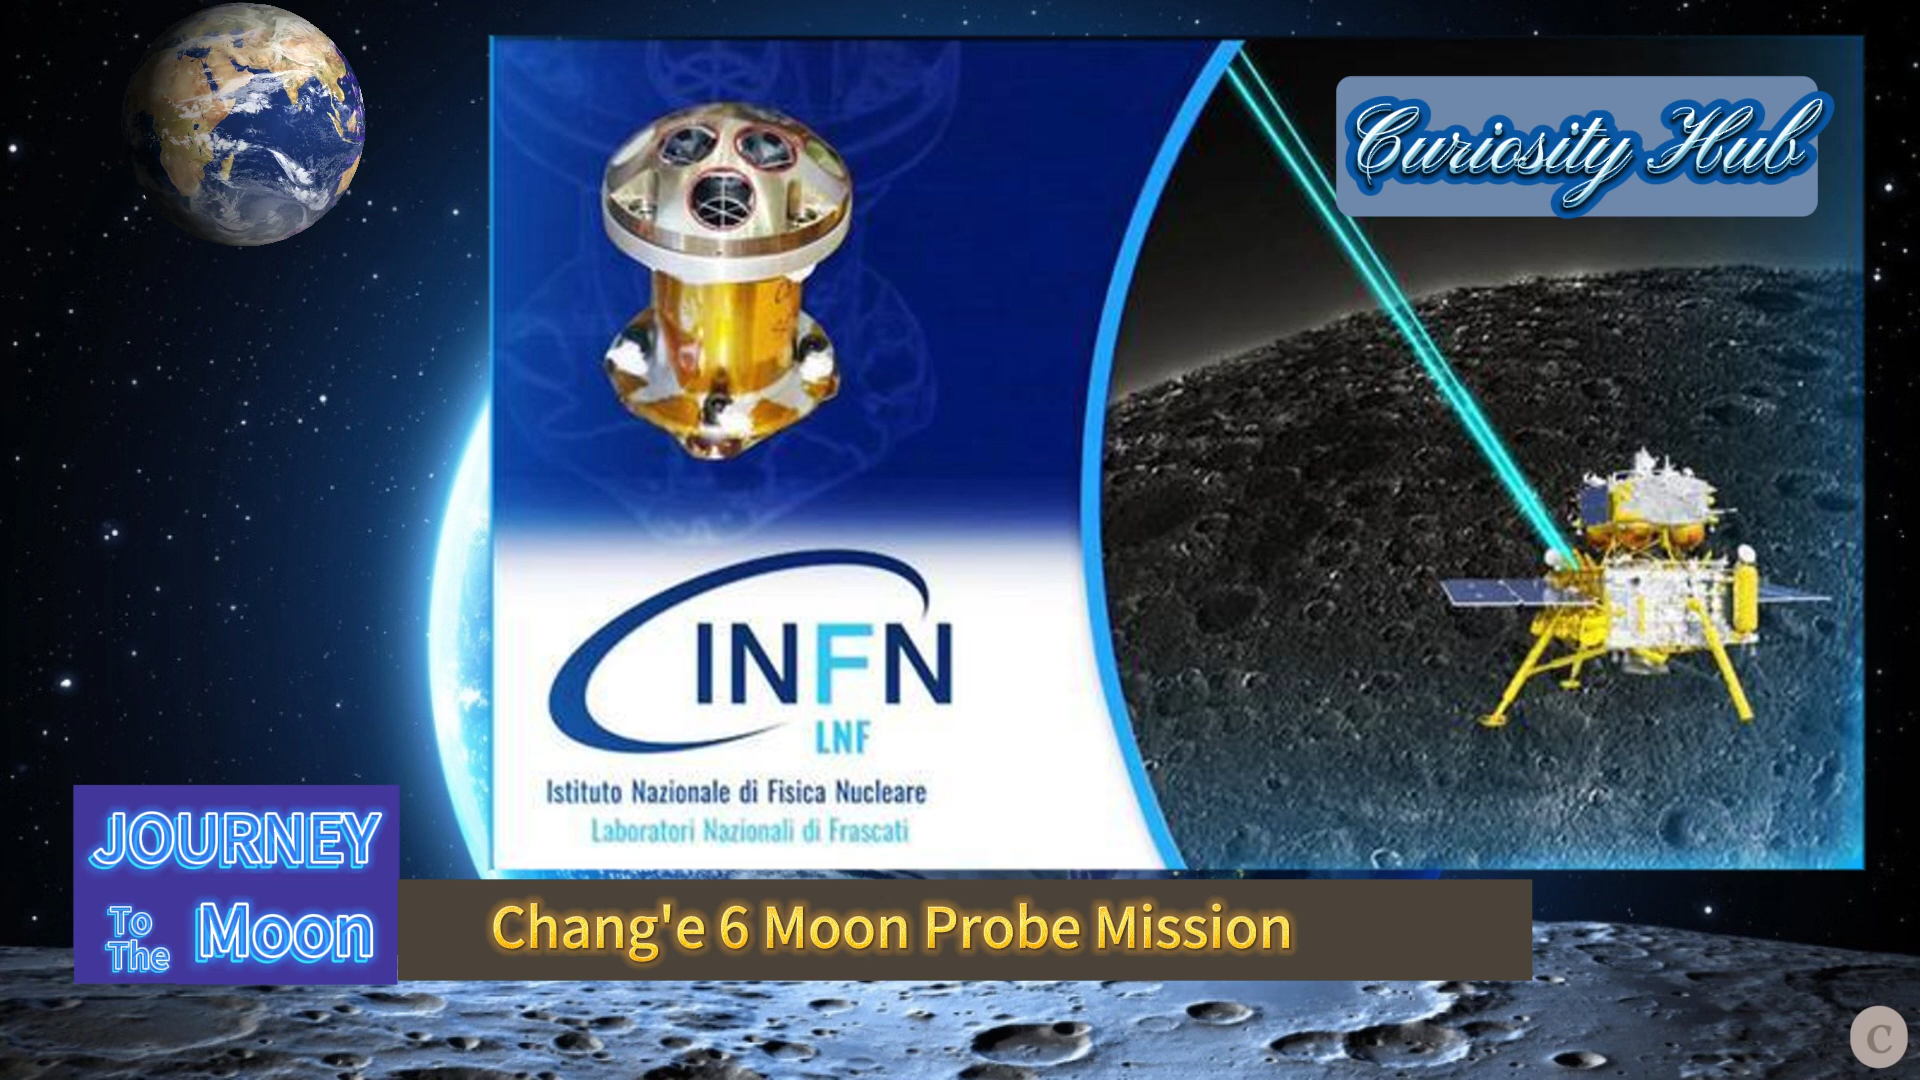 Curiosity Hub
INFN
LNF
Istituto Nazionale di Fisica Nucleare
Laboratori Nazionali di Frascati
JOURNEY
To The Moon
Chang'e 6 Moon Probe Mission
C